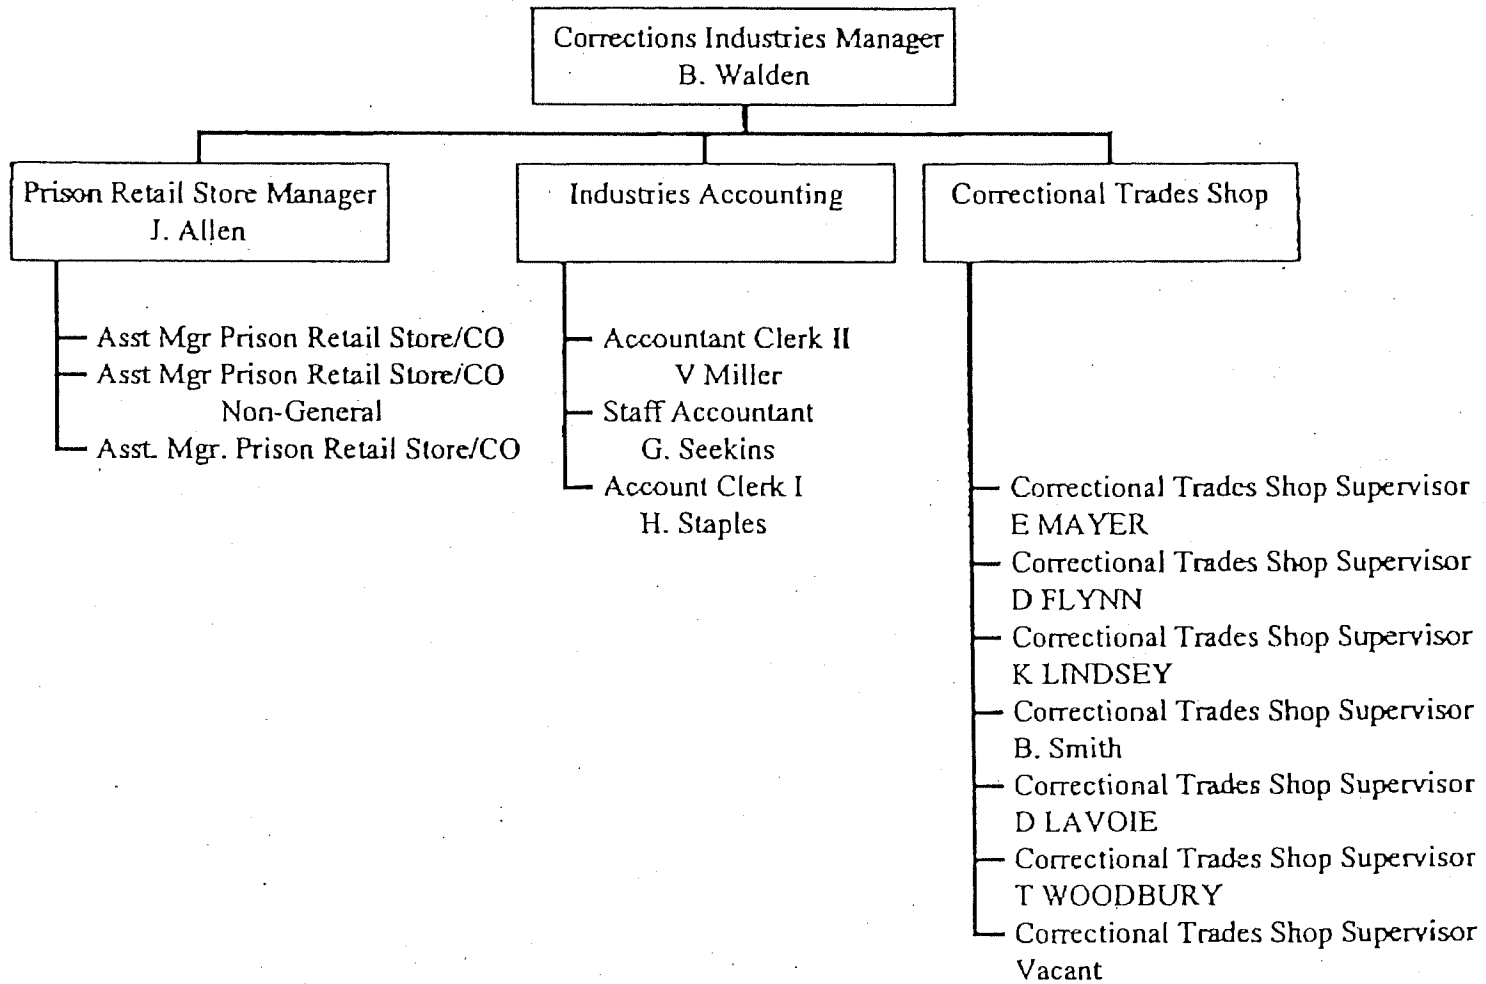 Corrections Industries Manager
B. Walden
Prison Retail Store Manager
J. Allen
Asst Mgr Prison Retail Store/CO
Asst Mgr Prison Retail Store/CO
Non-General
Asst. Mgr. Prison Retail Store/CO
Industries Accounting
Accountant Clerk II
V Miller
Staff Accountant
G. Seekins
Account Clerk I
H. Staples
Correctional Trades Shop
Correctional Trades Shop Supervisor
E MAYER
Correctional Trades Shop Supervisor
D FLYNN
Correctional Trades Shop Supervisor
K LINDSEY
Correctional Trades Shop Supervisor
B. Smith
Correctional Trades Shop Supervisor
D LAVOIE
Correctional Trades Shop Supervisor
T WOODBURY
Correctional Trades Shop Supervisor
Vacant